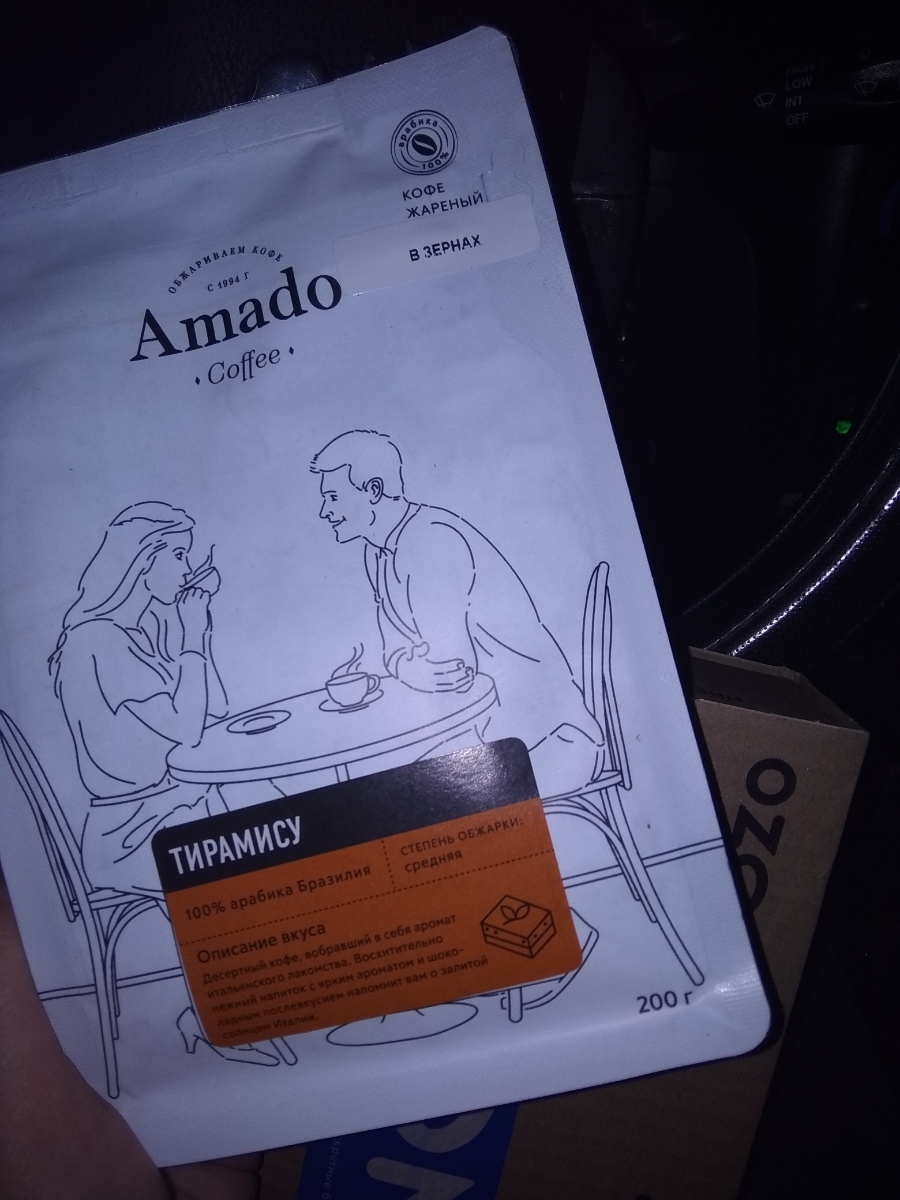 арабика
100%
КОФЕ
ЖАРЕНЫЙ
В ЗЕРНАХ
ОБЖАРИВАЕМ КОФЕ
С 1994 Г
Amado
Coffee
ТИРАМИСУ
100% арабика Бразилия
СТЕПЕНЬ ОБЖАРКИ:
средняя
Описание вкуса
Десертный кофе, вобравший в себя аромат
итальянского лакомства. Восхитительно
нежный напиток с ярким ароматом и шоко-
ладным послевкусием напомнит вам о залитой
солнцем Италии.
200 г
LOW
INT
OFF
OZO